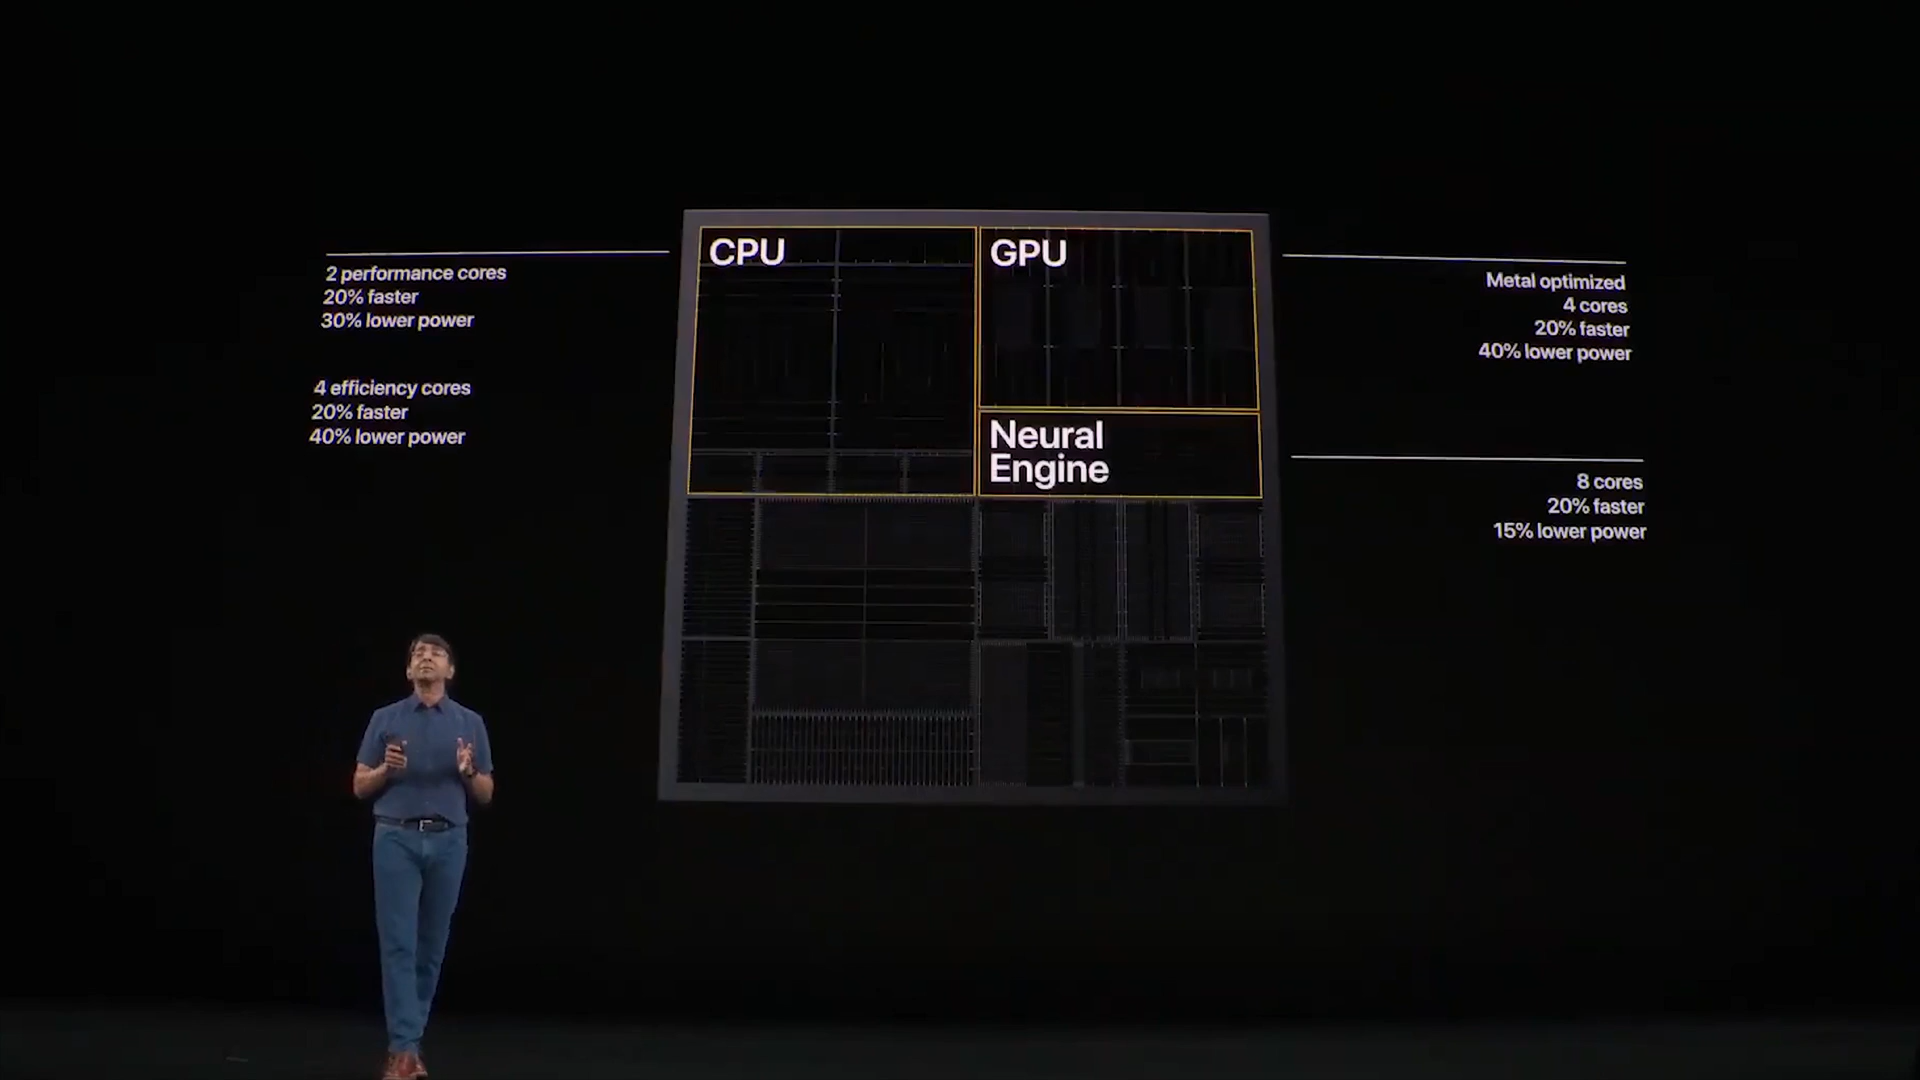 CPU
GPU
Neural
Engine
2 performance cores
20% faster
30% lower power
4 efficiency cores
20% faster
40% lower power
Metal optimized
4 cores
20% faster
40% lower power
8 cores
20% faster
15% lower power